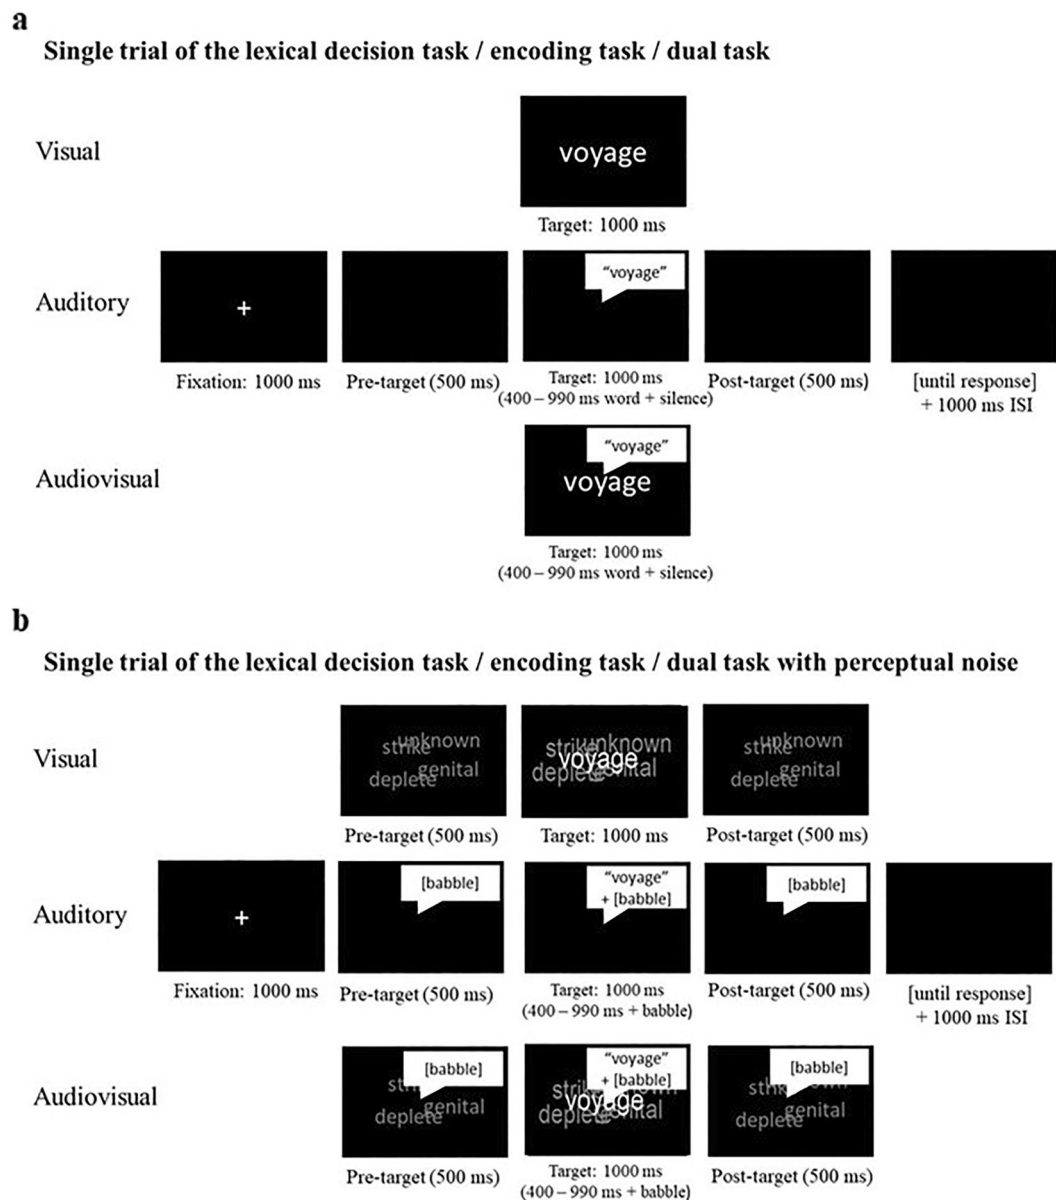 a
Single trial of the lexical decision task / encoding task / dual task
Visual
voyage
Target: 1000 ms
Auditory
+
“voyage”
Fixation: 1000 ms
Pre-target (500 ms)
Target: 1000 ms
(400 – 990 ms word + silence)
Post-target (500 ms)
[until response]
+ 1000 ms ISI
Audiovisual
“voyage”
voyage
Target: 1000 ms
(400 – 990 ms word + silence)
b
Single trial of the lexical decision task / encoding task / dual task with perceptual noise
Visual
unknown
strike
genital
deplete
unknown
strike
voyage
genital
deplete
unknown
strike
genital
deplete
Pre-target (500 ms)
Target: 1000 ms
Post-target (500 ms)
Auditory
+
[babble]
“voyage”
+ [babble]
[babble]
Fixation: 1000 ms
Pre-target (500 ms)
Target: 1000 ms
(400 – 990 ms + babble)
Post-target (500 ms)
[until response]
+ 1000 ms ISI
Audiovisual
[babble]
genital
deplete
“voyage”
+ [babble]
voyage
genital
deplete
[babble]
genital
deplete
Pre-target (500 ms)
Target: 1000 ms
(400 – 990 ms + babble)
Post-target (500 ms)